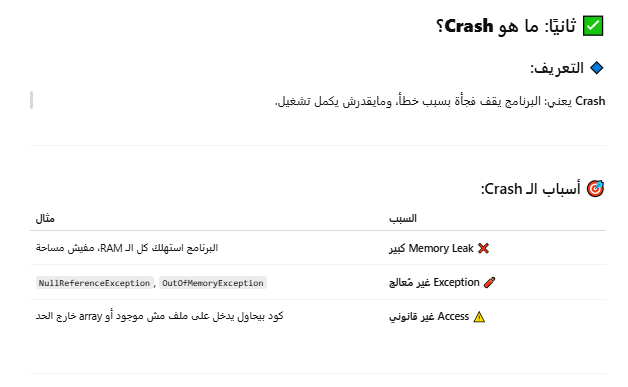 ✅ ثانيًا: ما هو Crash؟
🔷 التعريف:
Crash يعني: البرنامج يقف فجأة بسبب خطأ، ومايقدرش يكمل تشغيل.
🎯 أسباب الـ Crash:
السبب مثال
❌ Memory Leak كبير البرنامج استهلك كل الـ RAM، مفيش مساحة
🧨 Exception غير مُعالج NullReferenceException , OutOfMemoryException
⚠️ Access غير قانوني كود بيحاول يدخل على ملف مش موجود أو array خارج الحد